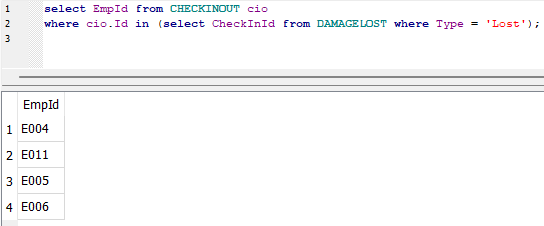 1 select EmpId from CHECKINOUT cio
2 where cio.Id in (select CheckInId from DAMAGELOST where Type = 'Lost');
3
EmpId
1 E004
2 E011
3 E005
4 E006